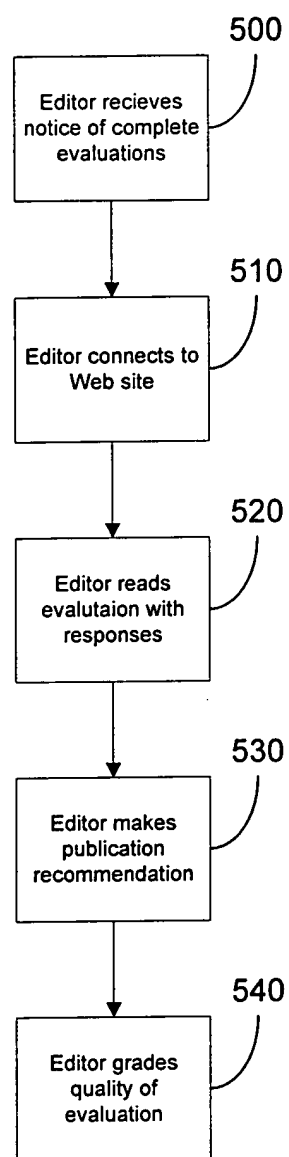 500
Editor recieves
notice of complete
evaluations
510
Editor connects to
Web site
520
Editor reads
evalutaion with
responses
530
Editor makes
publication
recommendation
540
Editor grades
quality of
evaluation